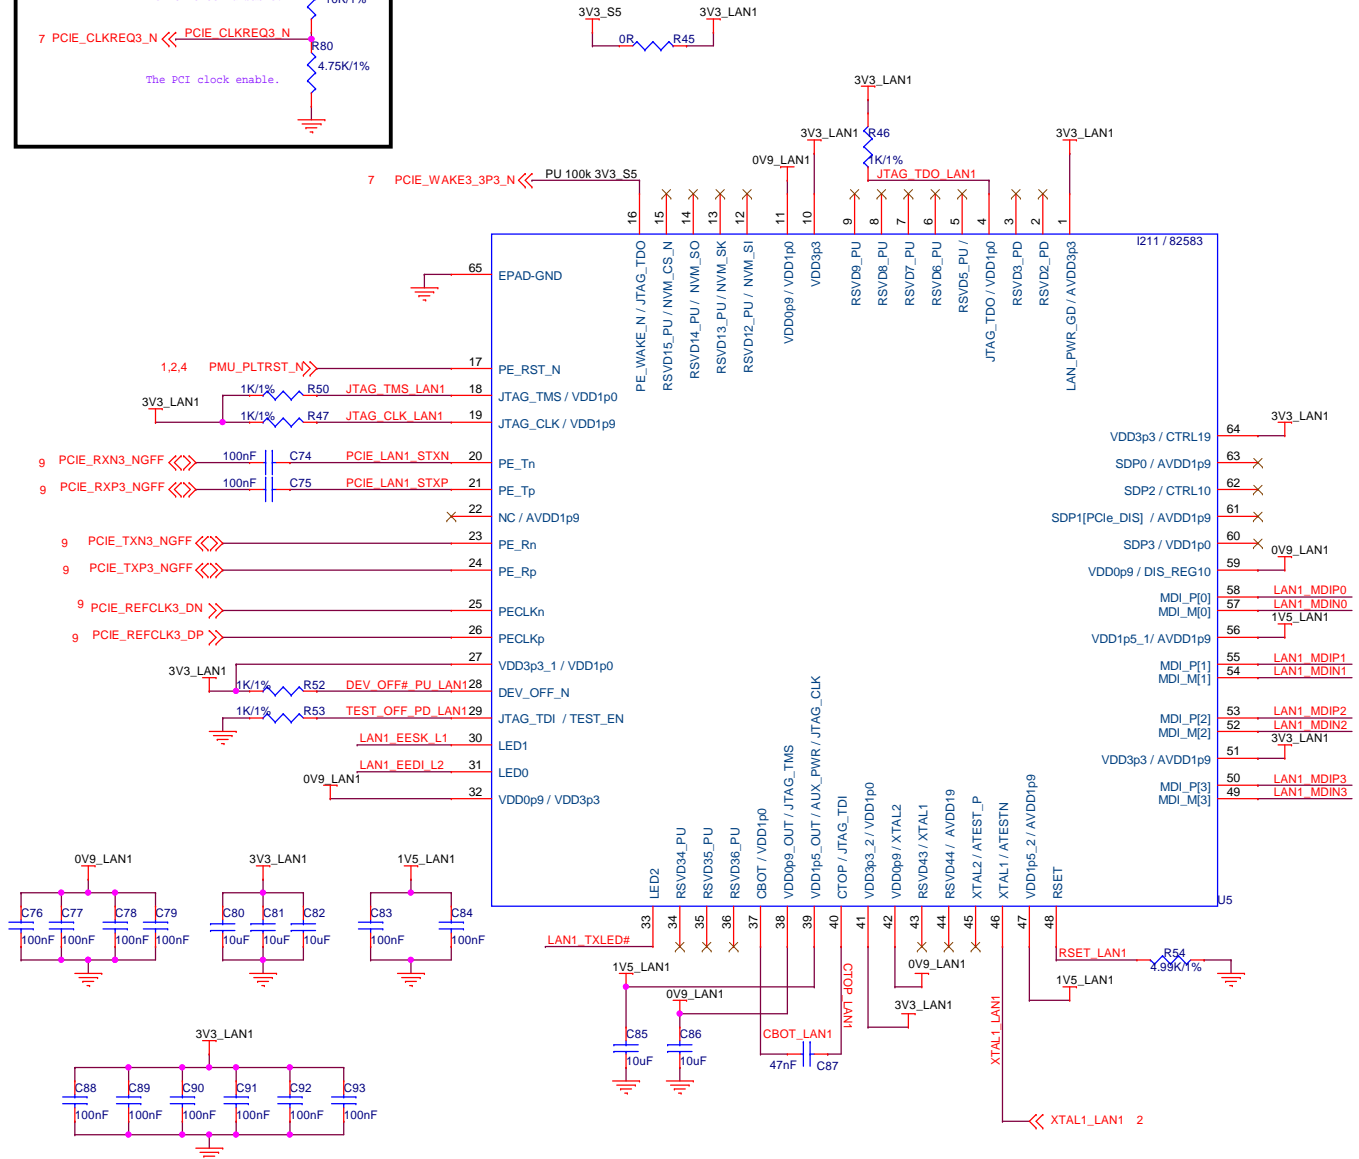 10K/1%
7 PCIE_CLKREQ3_N PCIE_CLKREQ3_N
R80
4.75K/1%
The PCI clock enable.
3V3_S5 3V3_LAN1
0R R45
3V3_LAN1
R46
1K/1%
JTAG_TDO_LAN1
3V3_LAN1
0V9_LAN1
3V3_LAN1
7 PCIE_WAKE3_3P3_N PU 100k 3V3_S5
16 15 14 13 12 11 10 9 8 7 6 5 4 3 2 1
I211 / 82583
PE_WAKE_N / JTAG_TDO
RSVD15_PU / NVM_CS_N
RSVD14_PU / NVM_SO
RSVD13_PU / NVM_SK
RSVD12_PU / NVM_SI
VDD0p9 / VDD1p0
VDD3p3
RSVD9_PU
RSVD8_PU
RSVD7_PU
RSVD6_PU
RSVD5_PU /
JTAG_TDO / VDD1p0
RSVD3_PD
RSVD2_PD
LAN_PWR_GD / AVDD3p3
65 EPAD-GND
1,2,4 PMU_PLTRST_N 17 PE_RST_N
1K/1% R50 JTAG_TMS_LAN1 18 JTAG_TMS / VDD1p0
3V3_LAN1
1K/1% R47 JTAG_CLK_LAN1 19 JTAG_CLK / VDD1p9
9 PCIE_RXN3_NGFF 100nF C74 PCIE_LAN1_STXN 20 PE_Tn
9 PCIE_RXP3_NGFF 100nF C75 PCIE_LAN1_STXP 21 PE_Tp
22 NC / AVDD1p9
9 PCIE_TXN3_NGFF 23 PE_Rn
9 PCIE_TXP3_NGFF 24 PE_Rp
9 PCIE_REFCLK3_DN 25 PECLKn
9 PCIE_REFCLK3_DP 26 PECLKp
27 VDD3p3_1 / VDD1p0
3V3_LAN1
1K/1% R52 DEV_OFF#_PU_LAN1 28 DEV_OFF_N
1K/1% R53 TEST_OFF_PD_LAN1 29 JTAG_TDI / TEST_EN
LAN1_EESK_L1 30 LED1
LAN1_EEDI_L2 31 LED0
0V9_LAN1
32 VDD0p9 / VDD3p3
3V3_LAN1
VDD3p3 / CTRL19 64
SDP0 / AVDD1p9 63
SDP2 / CTRL10 62
SDP1[PCIe_DIS] / AVDD1p9 61
SDP3 / VDD1p0 60
0V9_LAN1
VDD0p9 / DIS_REG10 59
MDI_P[0] 58 LAN1_MDIP0
MDI_M[0] 57 LAN1_MDIN0
1V5_LAN1
VDD1p5_1/ AVDD1p9 56
MDI_P[1] 55 LAN1_MDIP1
MDI_M[1] 54 LAN1_MDIN1
MDI_P[2] 53 LAN1_MDIP2
MDI_M[2] 52 LAN1_MDIN2
3V3_LAN1
VDD3p3 / AVDD1p9 51
MDI_P[3] 50 LAN1_MDIP3
MDI_M[3] 49 LAN1_MDIN3
LED2
RSVD34_PU
RSVD35_PU
RSVD36_PU
CBOT / VDD1p0
VDD0p9_OUT / JTAG_TMS
VDD1p5_OUT / AUX_PWR / JTAG_CLK
CTOP / JTAG_TDI
VDD3p3_2 / VDD1p0
VDD0p9 / XTAL2
RSVD43 / XTAL1
RSVD44 / AVDD19
XTAL2 / ATEST_P
XTAL1 / ATESTN
VDD1p5_2 / AVDD1p9
RSET
U5
33 34 35 36 37 38 39 40 41 42 43 44 45 46 47 48
LAN1_TXLED#
1V5_LAN1
0V9_LAN1
C85
10uF
C86
10uF
CBOT_LAN1
47nF C87
CTOP_LAN1
0V9_LAN1
3V3_LAN1
RSET_LAN1 R54
4.99K/1%
1V5_LAN1
XTAL1_LAN1
XTAL1_LAN1 2
0V9_LAN1 3V3_LAN1 1V5_LAN1
C76 C77 C78 C79 C80 C81 C82 C83 C84
100nF 100nF 100nF 100nF 10uF 10uF 10uF 100nF 100nF
3V3_LAN1
C88 C89 C90 C91 C92 C93
100nF 100nF 100nF 100nF 100nF 100nF